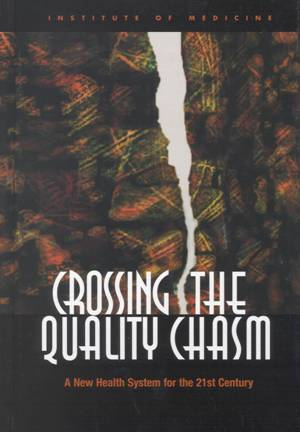 INSTITUTE OF MEDICINE
CROSSING THE
QUALITY CHASM
A New Health System for the 21st Century